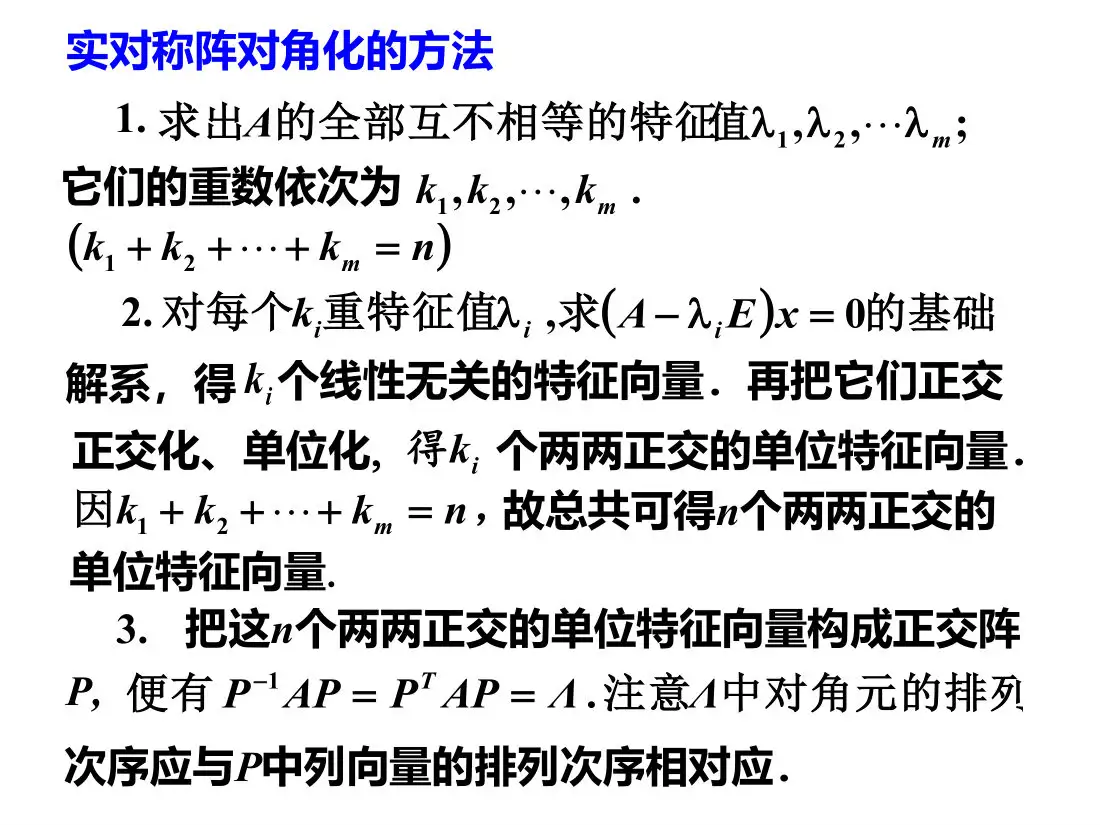 实对称阵对角化的方法
1. 求出A的全部互不相等的特征值λ₁,λ₂,⋯λₘ;
它们的重数依次为 k₁,k₂,⋯,kₘ .
(k₁ + k₂ + ⋯ + kₘ = n)
2. 对每个kᵢ重特征值λᵢ ,求(A − λᵢE)x = 0的基础
解系，得 kᵢ 个线性无关的特征向量．再把它们正交
正交化、单位化, 得kᵢ 个两两正交的单位特征向量．
因k₁ + k₂ + ⋯ + kₘ = n ，故总共可得n个两两正交的
单位特征向量.
3. 把这n个两两正交的单位特征向量构成正交阵
P，便有 P⁻¹AP = PᵀAP = Λ .注意Λ中对角元的排列
次序应与P中列向量的排列次序相对应．